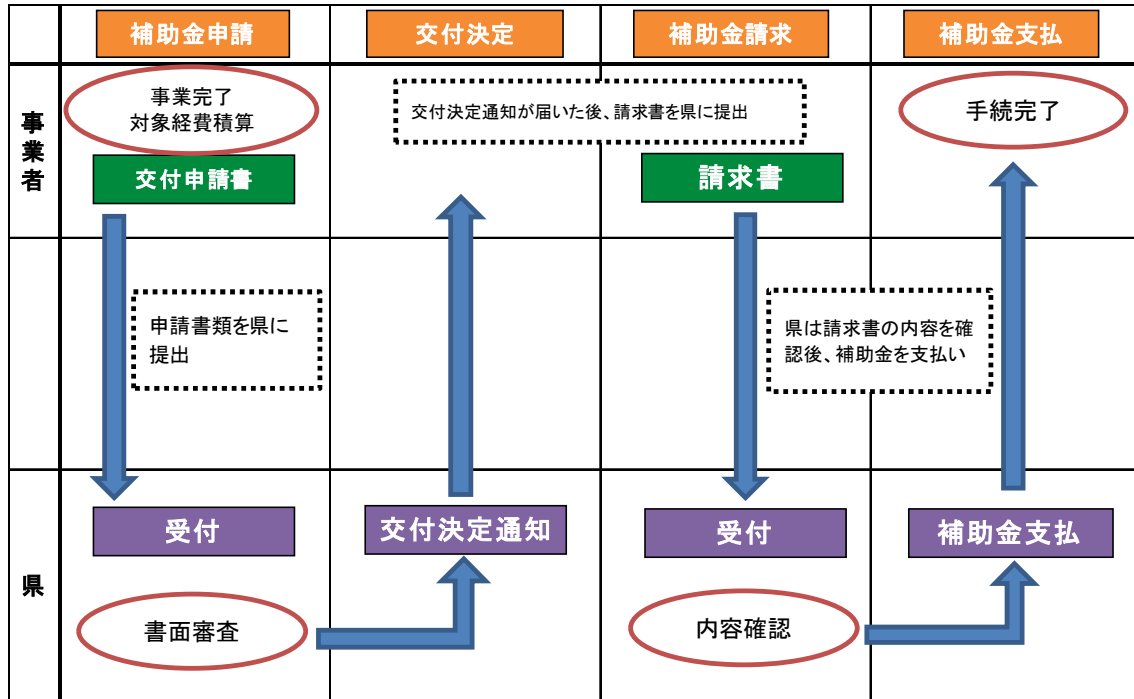 補助金申請
交付決定
補助金請求
補助金支払
事業者
事業完了
対象経費積算
交付決定通知が届いた後、請求書を県に提出
手続完了
交付申請書
請求書
申請書類を県に
提出
県は請求書の内容を確
認後、補助金を支払い
県
受付
交付決定通知
受付
補助金支払
書面審査
内容確認